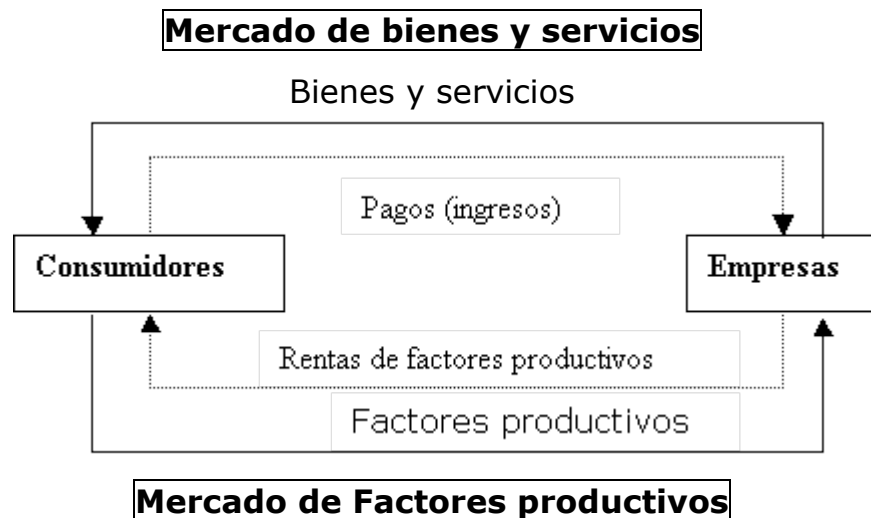 Mercado de bienes y servicios
Bienes y servicios
Pagos (ingresos)
Consumidores
Empresas
Rentas de factores productivos
Factores productivos
Mercado de Factores productivos